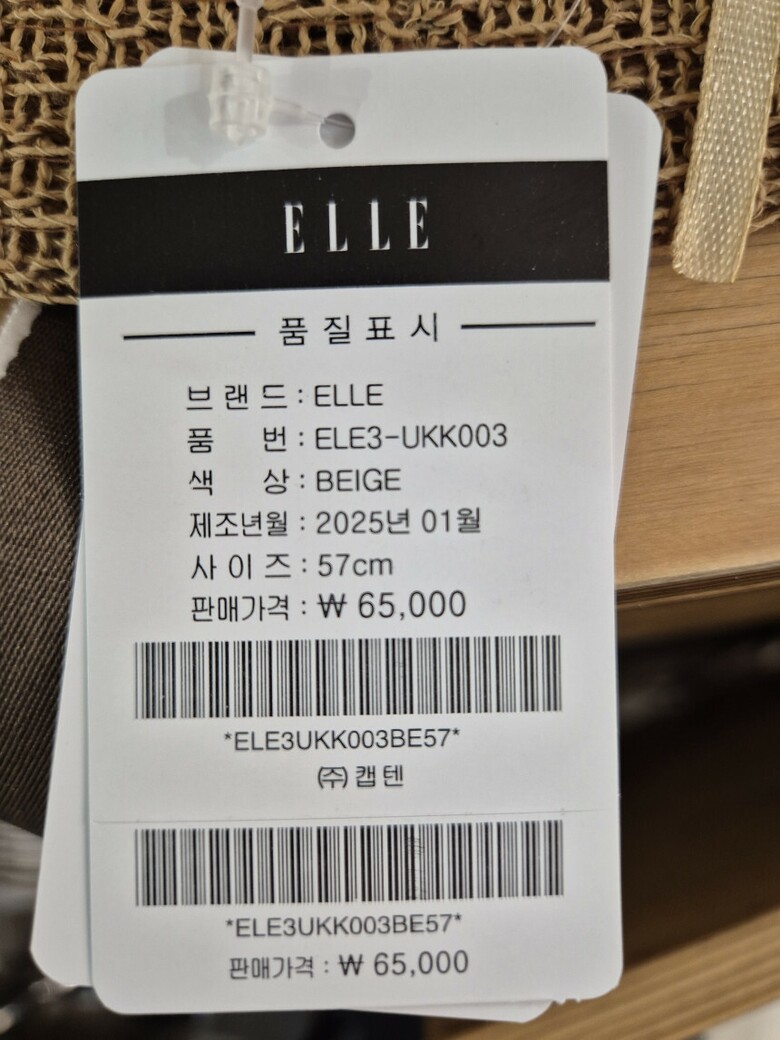 ELLE
품질표시
브랜드 : ELLE
품 번 : ELE3-UKK003
색 상 : BEIGE
제조년월 : 2025년 01월
사이즈 : 57cm
판매가격 : ₩ 65,000
*ELE3UKK003BE57*
㈜캡텐
*ELE3UKK003BE57*
판매가격 : ₩ 65,000